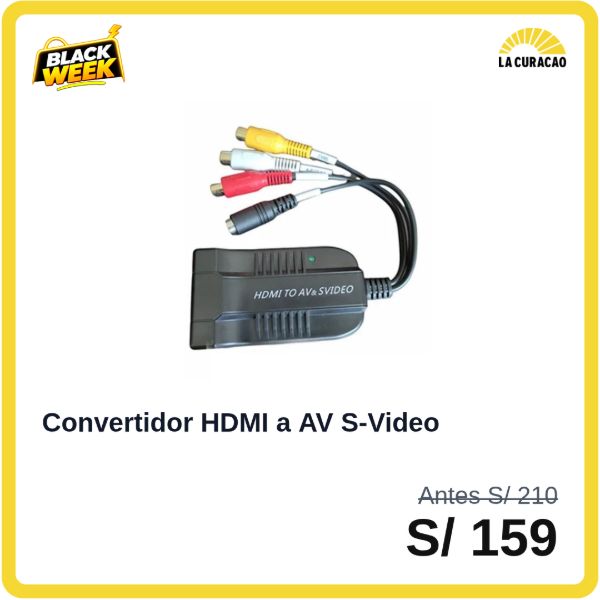 BLACK
WEEK
LA CURACAO
HDMI TO AV& SVIDEO
Convertidor HDMI a AV S-Video
Antes S/ 210
S/ 159